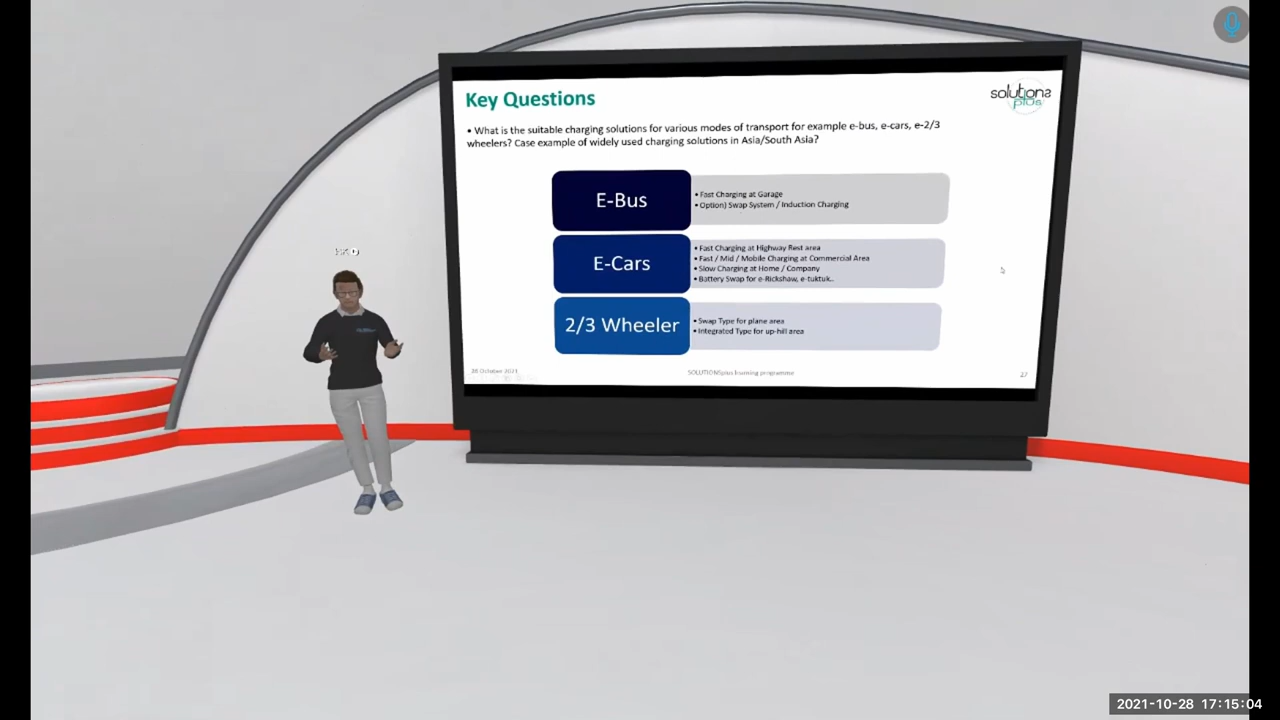 Key Questions
solutions
plus
• What is the suitable charging solutions for various modes of transport for example e-bus, e-cars, e-2/3
wheelers? Case example of widely used charging solutions in Asia/South Asia?
E-Bus
• Fast Charging at Garage
• Option) Swap System / Induction Charging
E-Cars
• Fast Charging at Highway Rest area
• Fast / Mid / Mobile Charging at Commercial Area
• Slow Charging at Home / Company
• Battery Swap for e-Rickshaw, e-tuktuk..
2/3 Wheeler
• Swap Type for plane area
• Integrated Type for up-hill area
October 2021
SOLUTIONSplus learning programme
27
2021-10-28 17:15:04